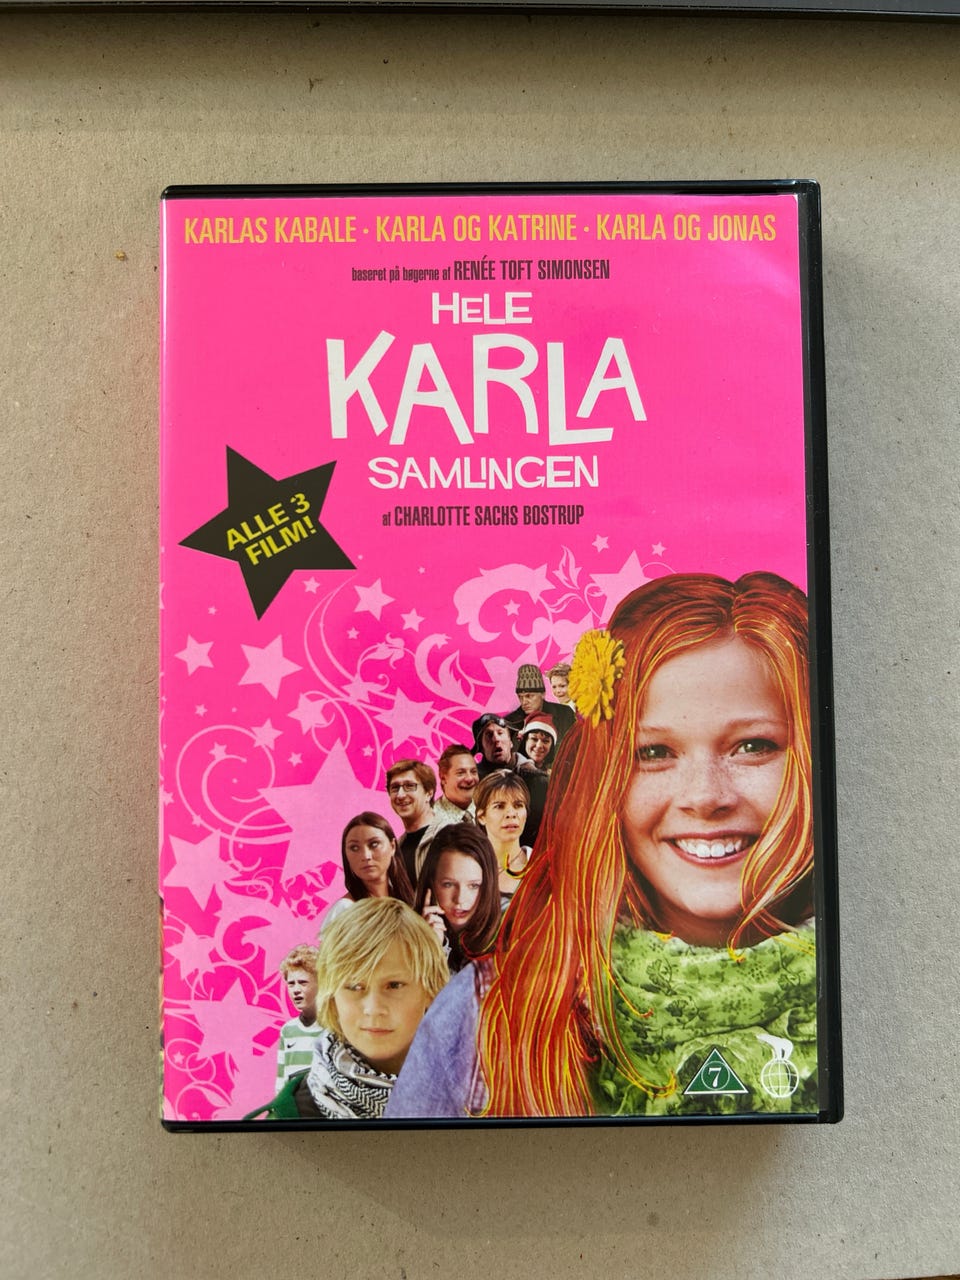 KARLAS KABALE · KARLA OG KATRINE · KARLA OG JONAS
baseret på bøgerne af RENÉE TOFT SIMONSEN
HELE
KARLA
SAMLINGEN
af CHARLOTTE SACHS BOSTRUP
ALLE 3
FILM!
7